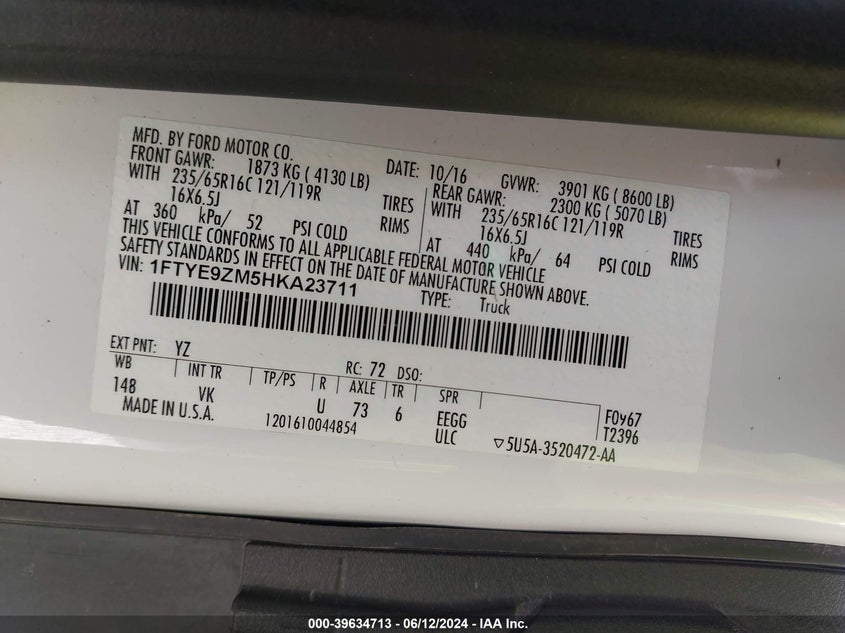 MFD. BY FORD MOTOR CO.
DATE: 10/16 GVWR: 3901 KG ( 8600 LB)
FRONT GAWR: 1873 KG ( 4130 LB) REAR GAWR: 2300 KG ( 5070 LB)
WITH 235/65R16C 121/119R TIRES WITH 235/65R16C 121/119R TIRES
16X6.5J RIMS 16X6.5J RIMS
AT 360 kPa/ 52 PSI COLD AT 440 kPa/ 64 PSI COLD
THIS VEHICLE CONFORMS TO ALL APPLICABLE FEDERAL MOTOR VEHICLE
SAFETY STANDARDS IN EFFECT ON THE DATE OF MANUFACTURE SHOWN ABOVE.
VIN: 1FTYE9ZM5HKA23711
TYPE: Truck
EXT PNT: YZ RC: 72 DSO:
WB INT TR TP/PS R AXLE TR SPR
148 VK U 73 6 EEGG F0y67
MADE IN U.S.A. 1201610044854 ULC ▽5U5A-3520472-AA T2396
000-39634713 - 06/12/2024 - IAA Inc.